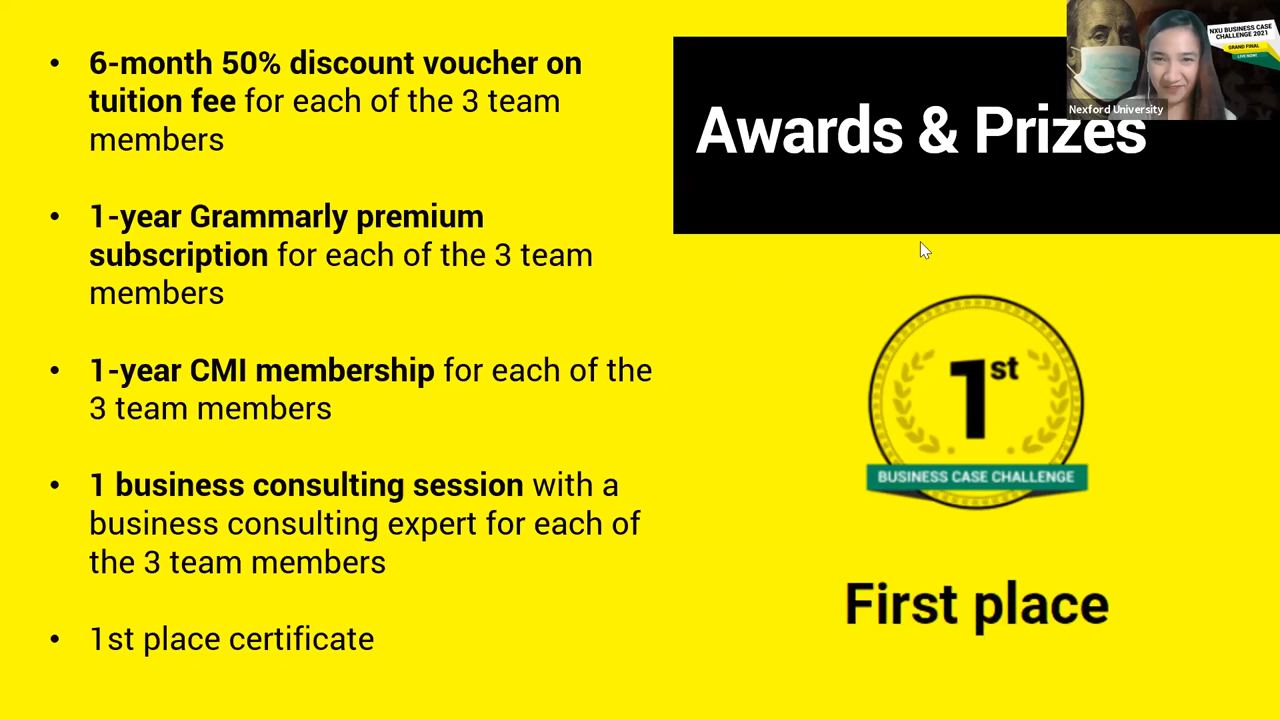 • 6-month 50% discount voucher on
tuition fee for each of the 3 team
members
• 1-year Grammarly premium
subscription for each of the 3 team
members
• 1-year CMI membership for each of the
3 team members
• 1 business consulting session with a
business consulting expert for each of
the 3 team members
• 1st place certificate
Awards & Prizes
NXU BUSINESS CASE
CHALLENGE 2021
GRAND FINAL
LIVE NOW!
Nexford University
1st
BUSINESS CASE CHALLENGE
First place